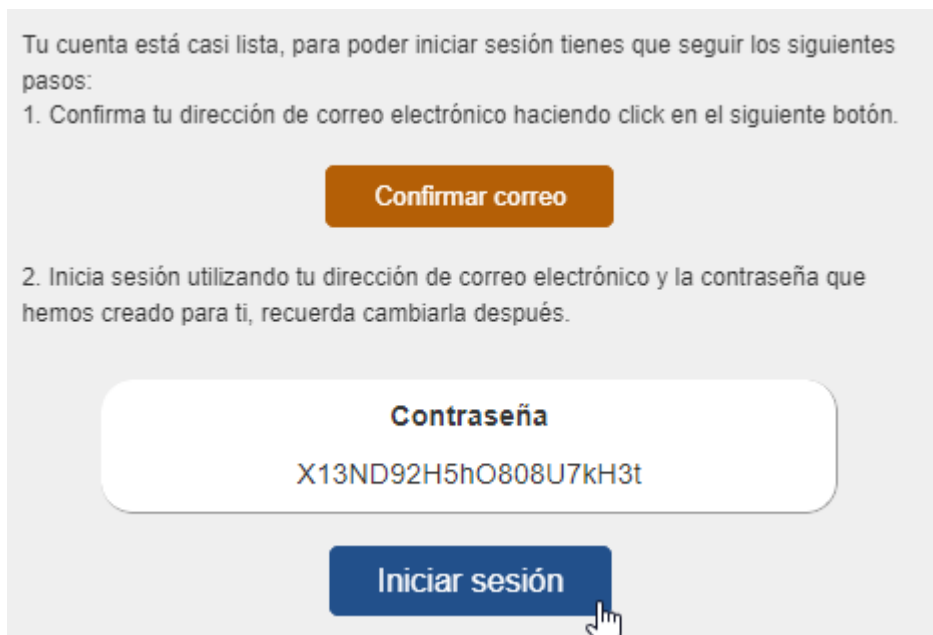 Tu cuenta está casi lista, para poder iniciar sesión tienes que seguir los siguientes
pasos:
1. Confirma tu dirección de correo electrónico haciendo click en el siguiente botón.
Confirmar correo
2. Inicia sesión utilizando tu dirección de correo electrónico y la contraseña que
hemos creado para ti, recuerda cambiarla después.
Contraseña
X13ND92H5hO808U7kH3t
Iniciar sesión